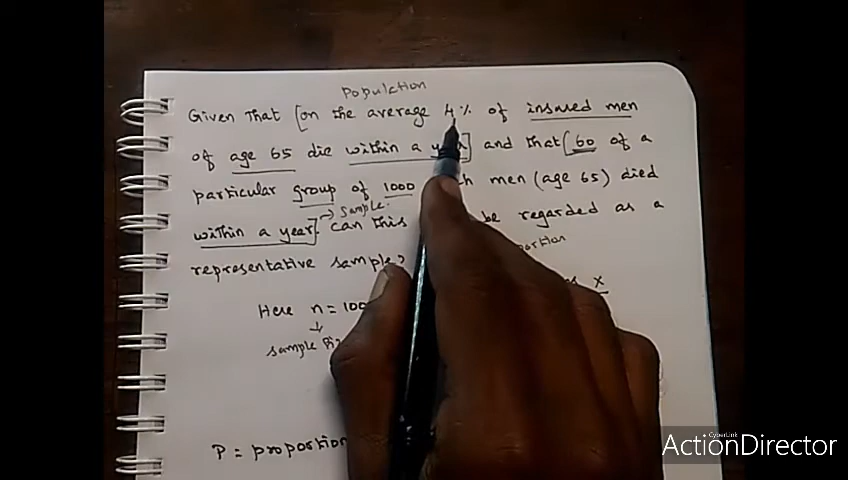 Population
Given That [on the average 4% of insured men
of age 65 die within a year] and that [60 of a
particular group of 1000 men (age 65) died
within a year]. → Sample. can this be regarded as a
representative sample?
Here n = 100
x
↓
sample
P = proportion
CyberLink
ActionDirector